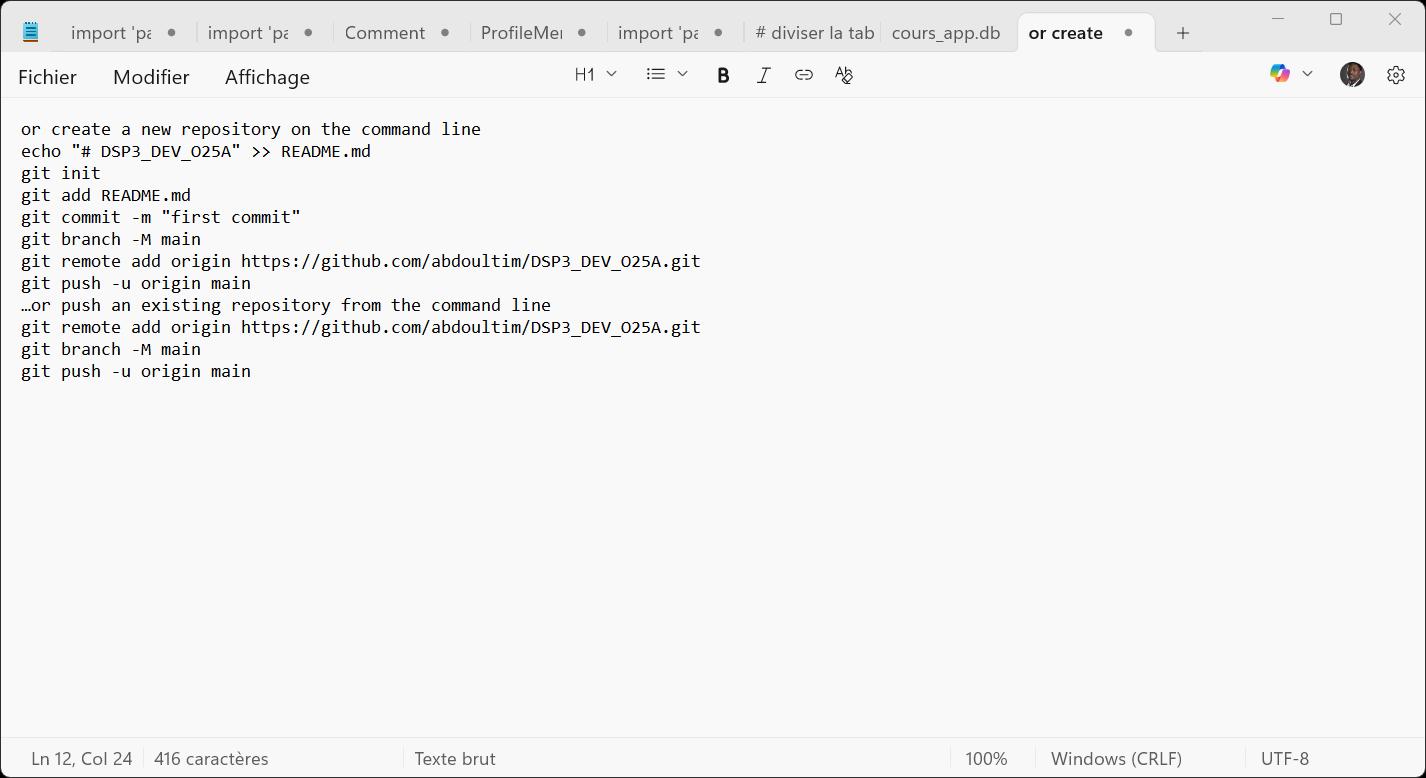 import 'pa import 'pa Comment ProfileMe import 'pa # diviser la tab cours_app.db or create
Fichier Modifier Affichage H1
or create a new repository on the command line
echo "# DSP3_DEV_O25A" >> README.md
git init
git add README.md
git commit -m "first commit"
git branch -M main
git remote add origin https://github.com/abdoultim/DSP3_DEV_O25A.git
git push -u origin main
…or push an existing repository from the command line
git remote add origin https://github.com/abdoultim/DSP3_DEV_O25A.git
git branch -M main
git push -u origin main
Ln 12, Col 24 416 caractères Texte brut 100% Windows (CRLF) UTF-8